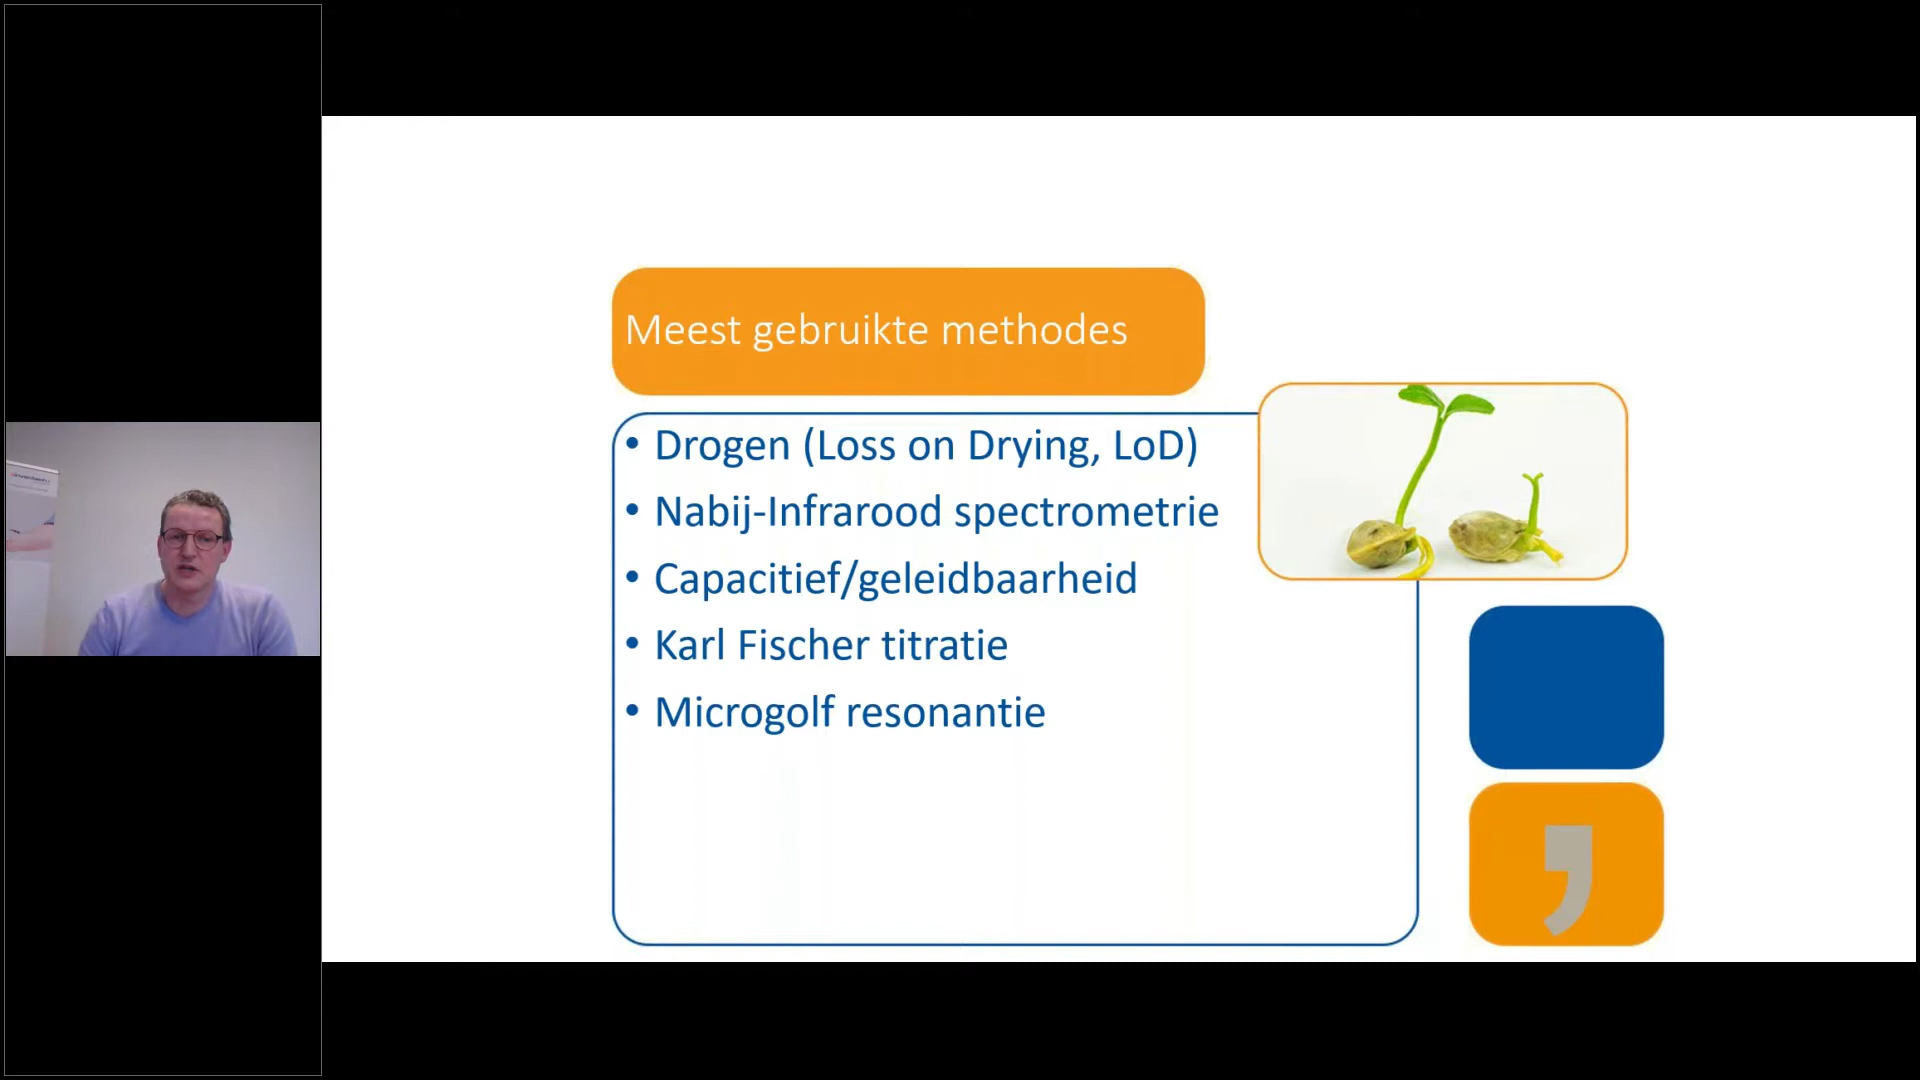 Meest gebruikte methodes
• Drogen (Loss on Drying, LoD)
• Nabij-Infrarood spectrometrie
• Capacitief/geleidbaarheid
• Karl Fischer titratie
• Microgolf resonantie